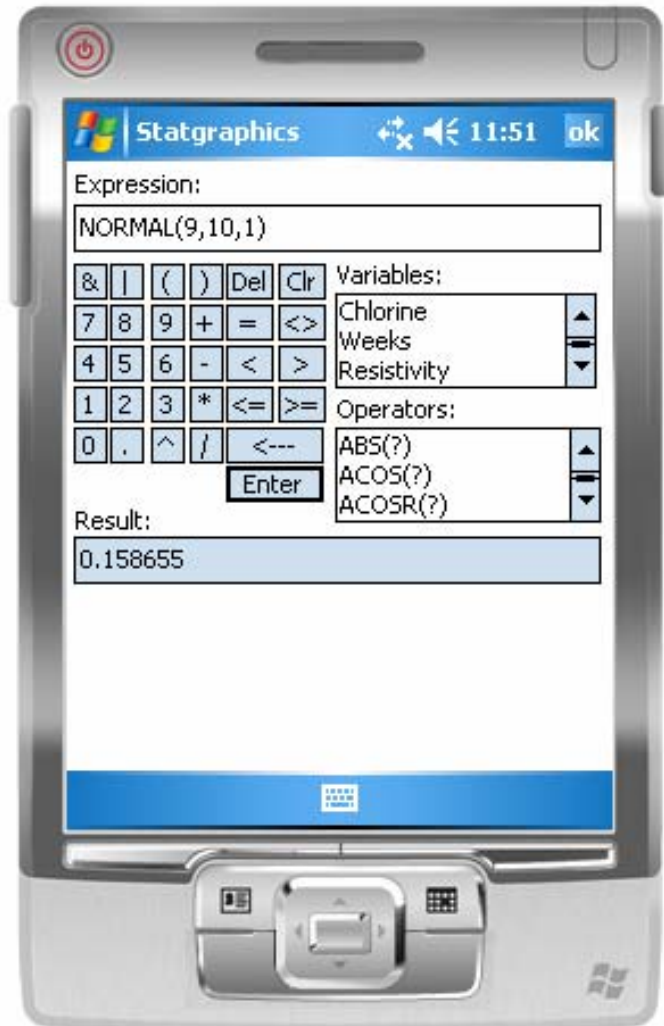 Statgraphics 11:51 ok
Expression:
NORMAL(9,10,1)
& | ( ) Del Clr
7 8 9 + = <>
4 5 6 - < >
1 2 3 * <= >=
0 . ^ / <---
Enter
Variables:
Chlorine
Weeks
Resistivity
Operators:
ABS(?)
ACOS(?)
ACOSR(?)
Result:
0.158655